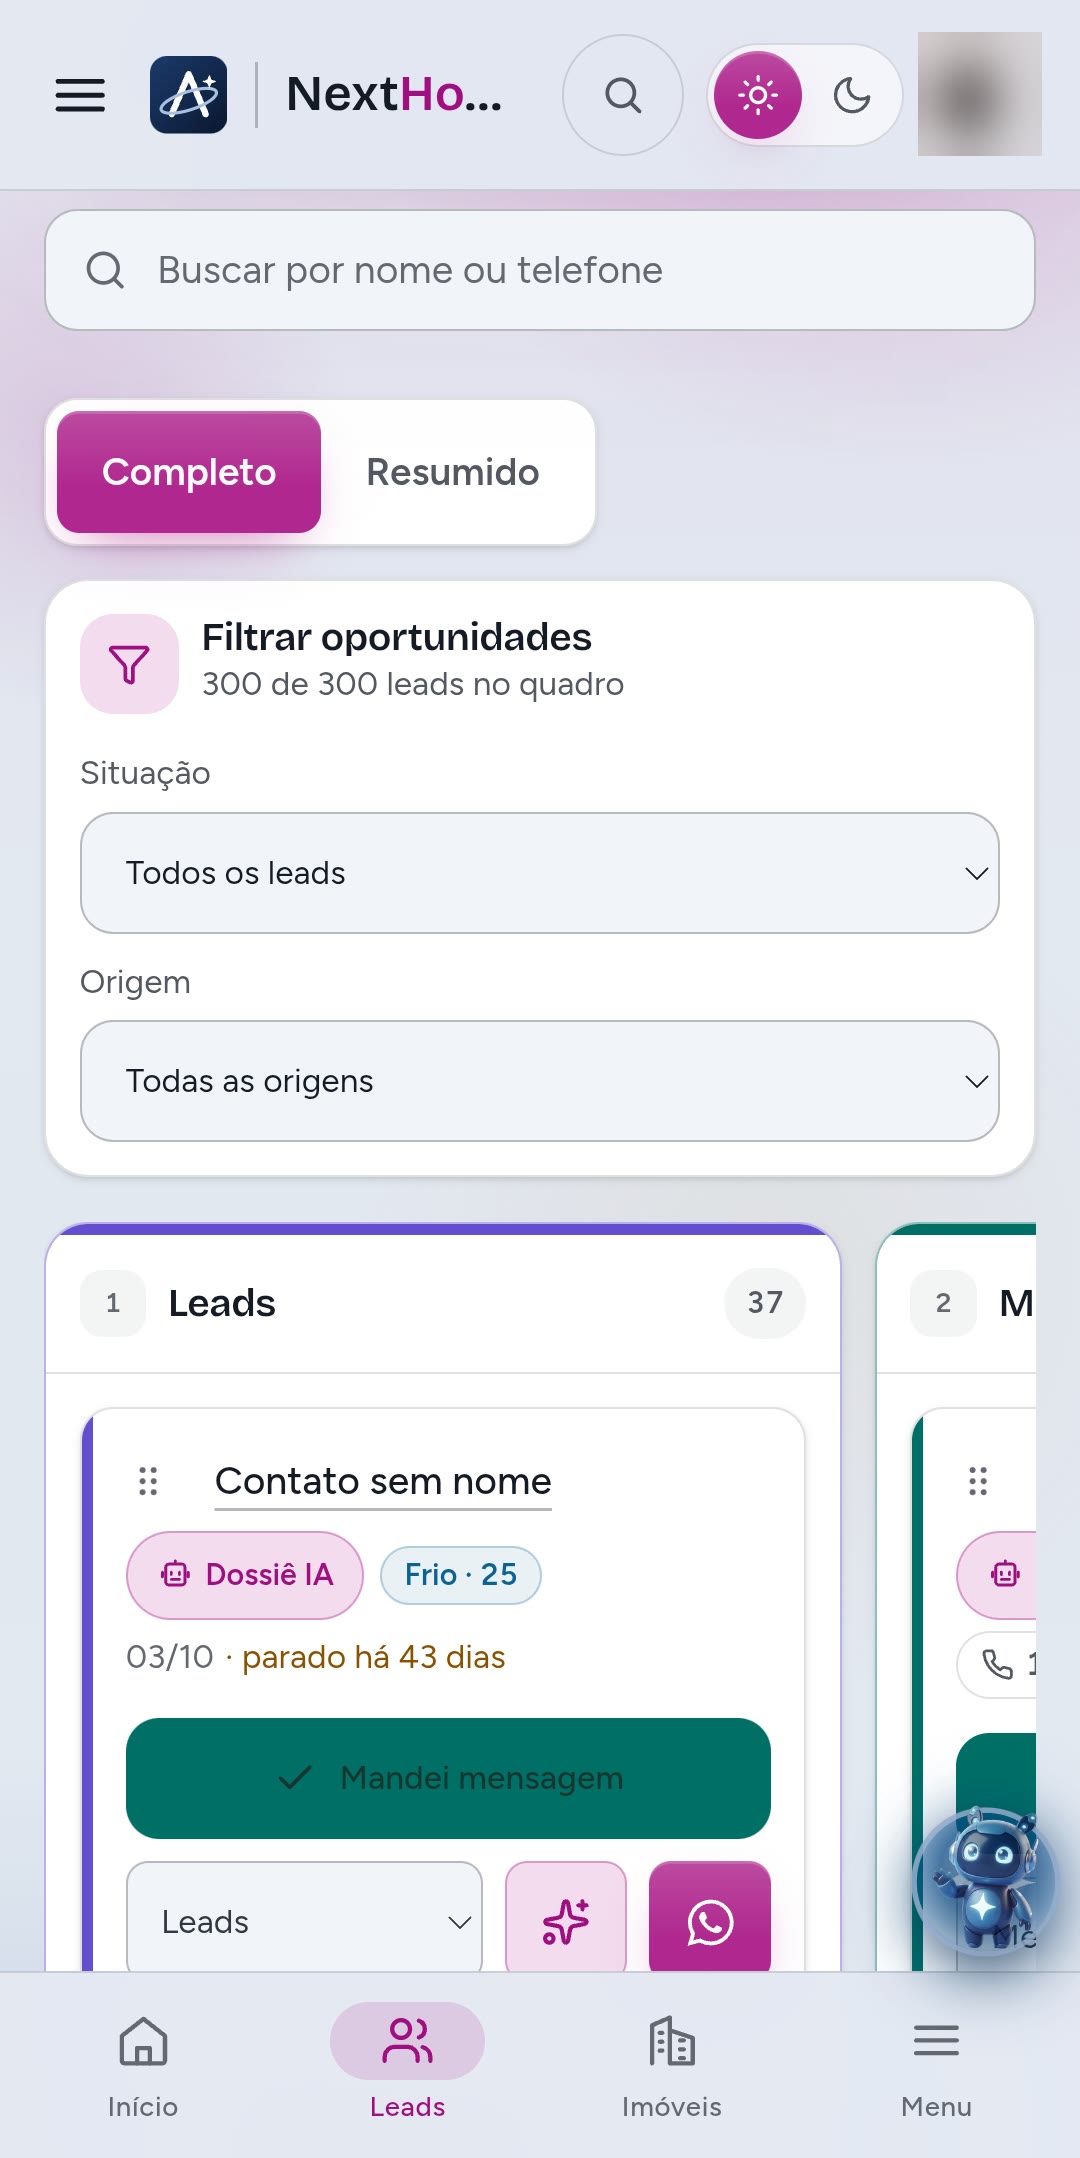 NextHo...
Buscar por nome ou telefone
Completo
Resumido
Filtrar oportunidades
300 de 300 leads no quadro
Situação
Todos os leads
Origem
Todas as origens
1 Leads 37
Contato sem nome
Dossiê IA
Frio · 25
03/10 · parado há 43 dias
Mandei mensagem
Leads
2 M
1
Me
Início
Leads
Imóveis
Menu